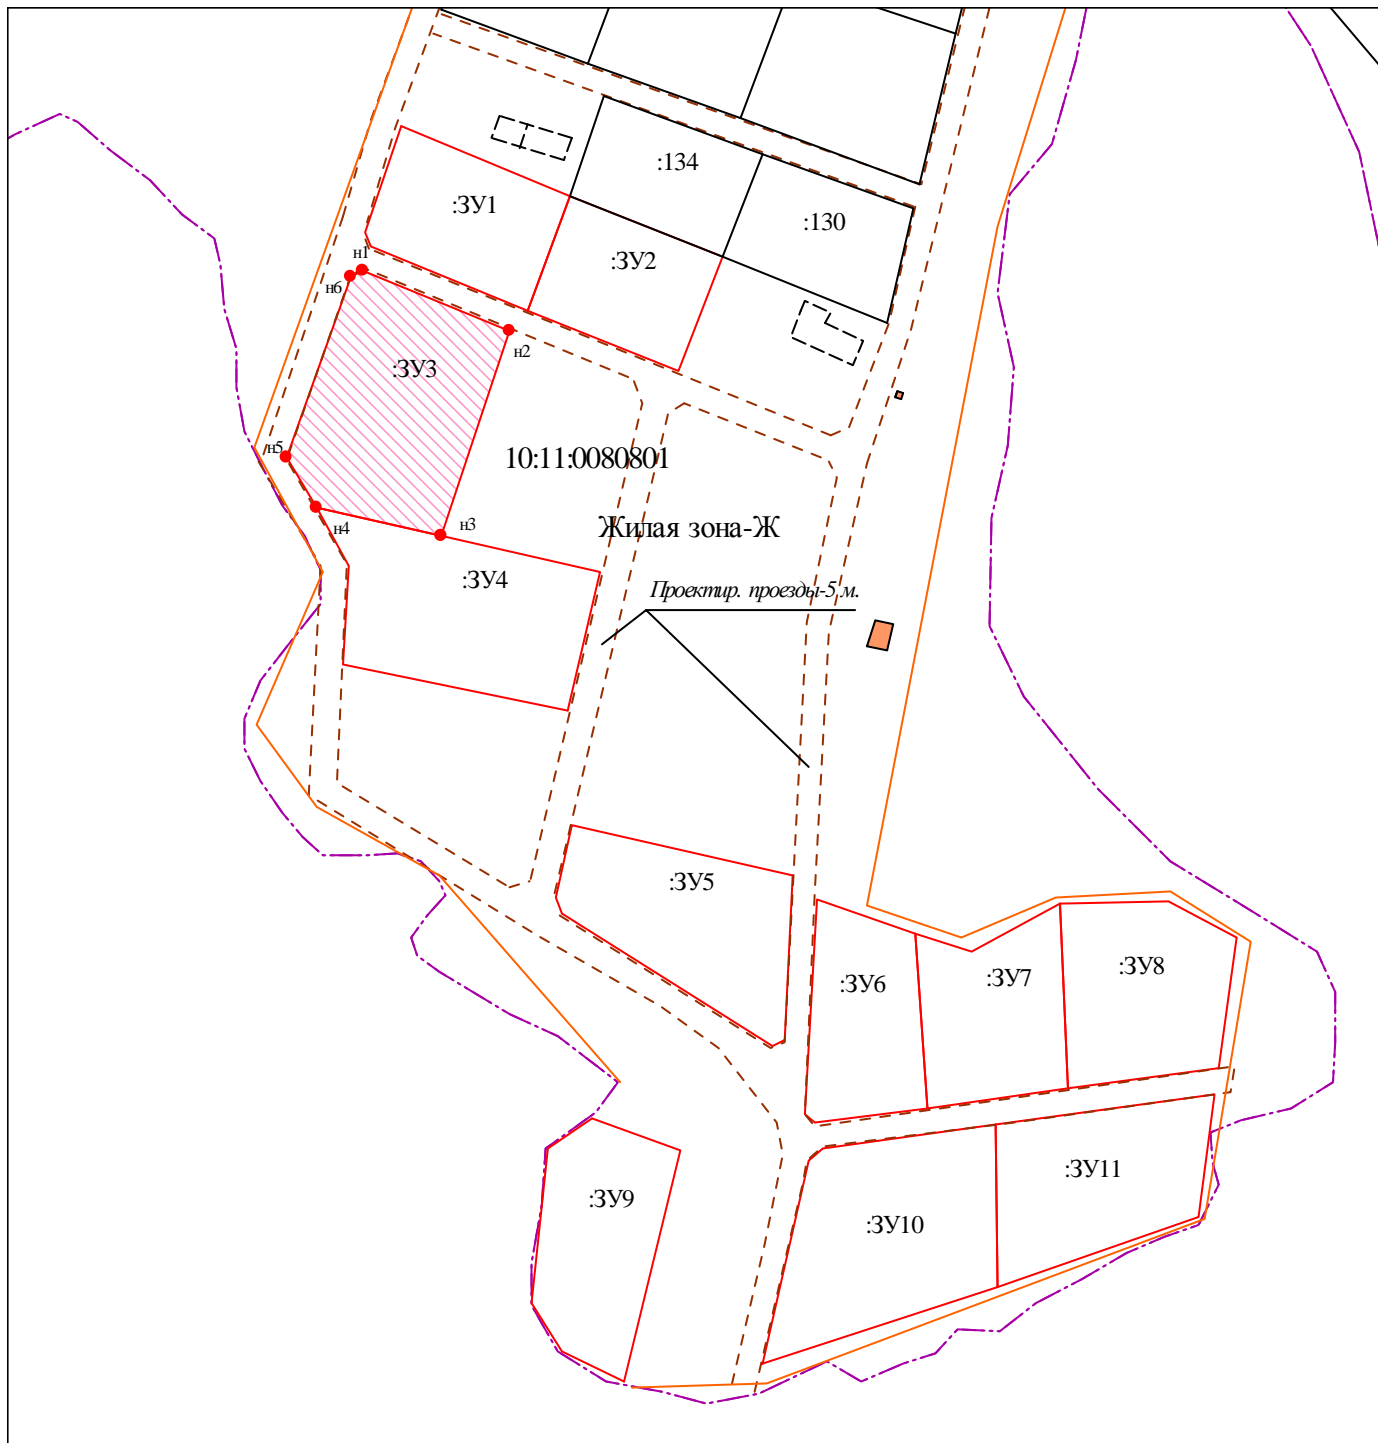 :134
:ЗУ1
:130
н1
:ЗУ2
н6
н2
:ЗУ3
н5
10:11:0080801
н4
н3
Жилая зона-Ж
:ЗУ4
Проектир. проезды-5 м.
:ЗУ5
:ЗУ6
:ЗУ7
:ЗУ8
:ЗУ9
:ЗУ10
:ЗУ11